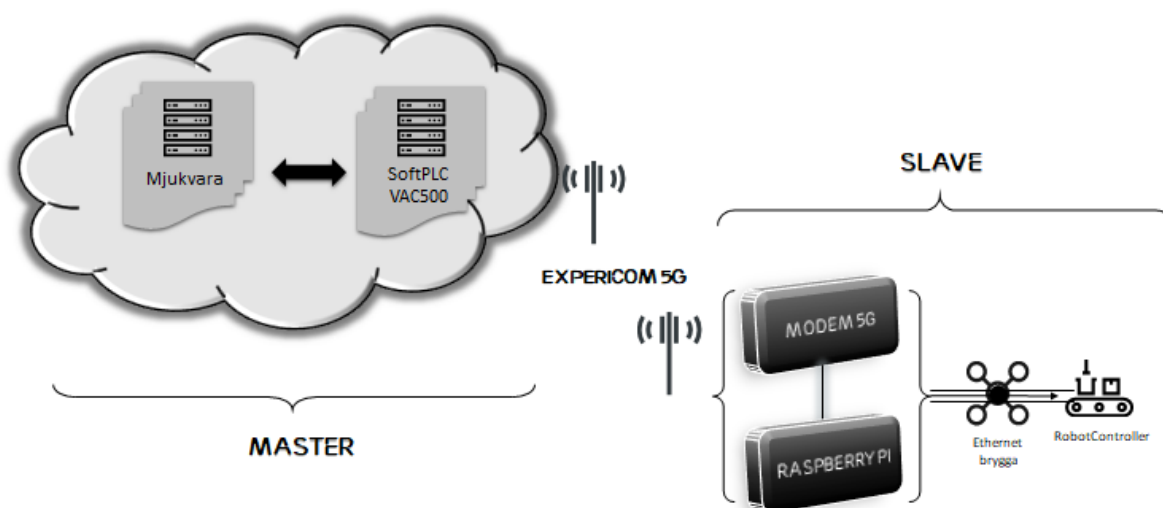 Mjukvara
SoftPLC
VAC500
SLAVE
EXPERICOM 5G
MODEM 5G
RASPBERRY PI
Ethernet
brygga
RobotController
MASTER